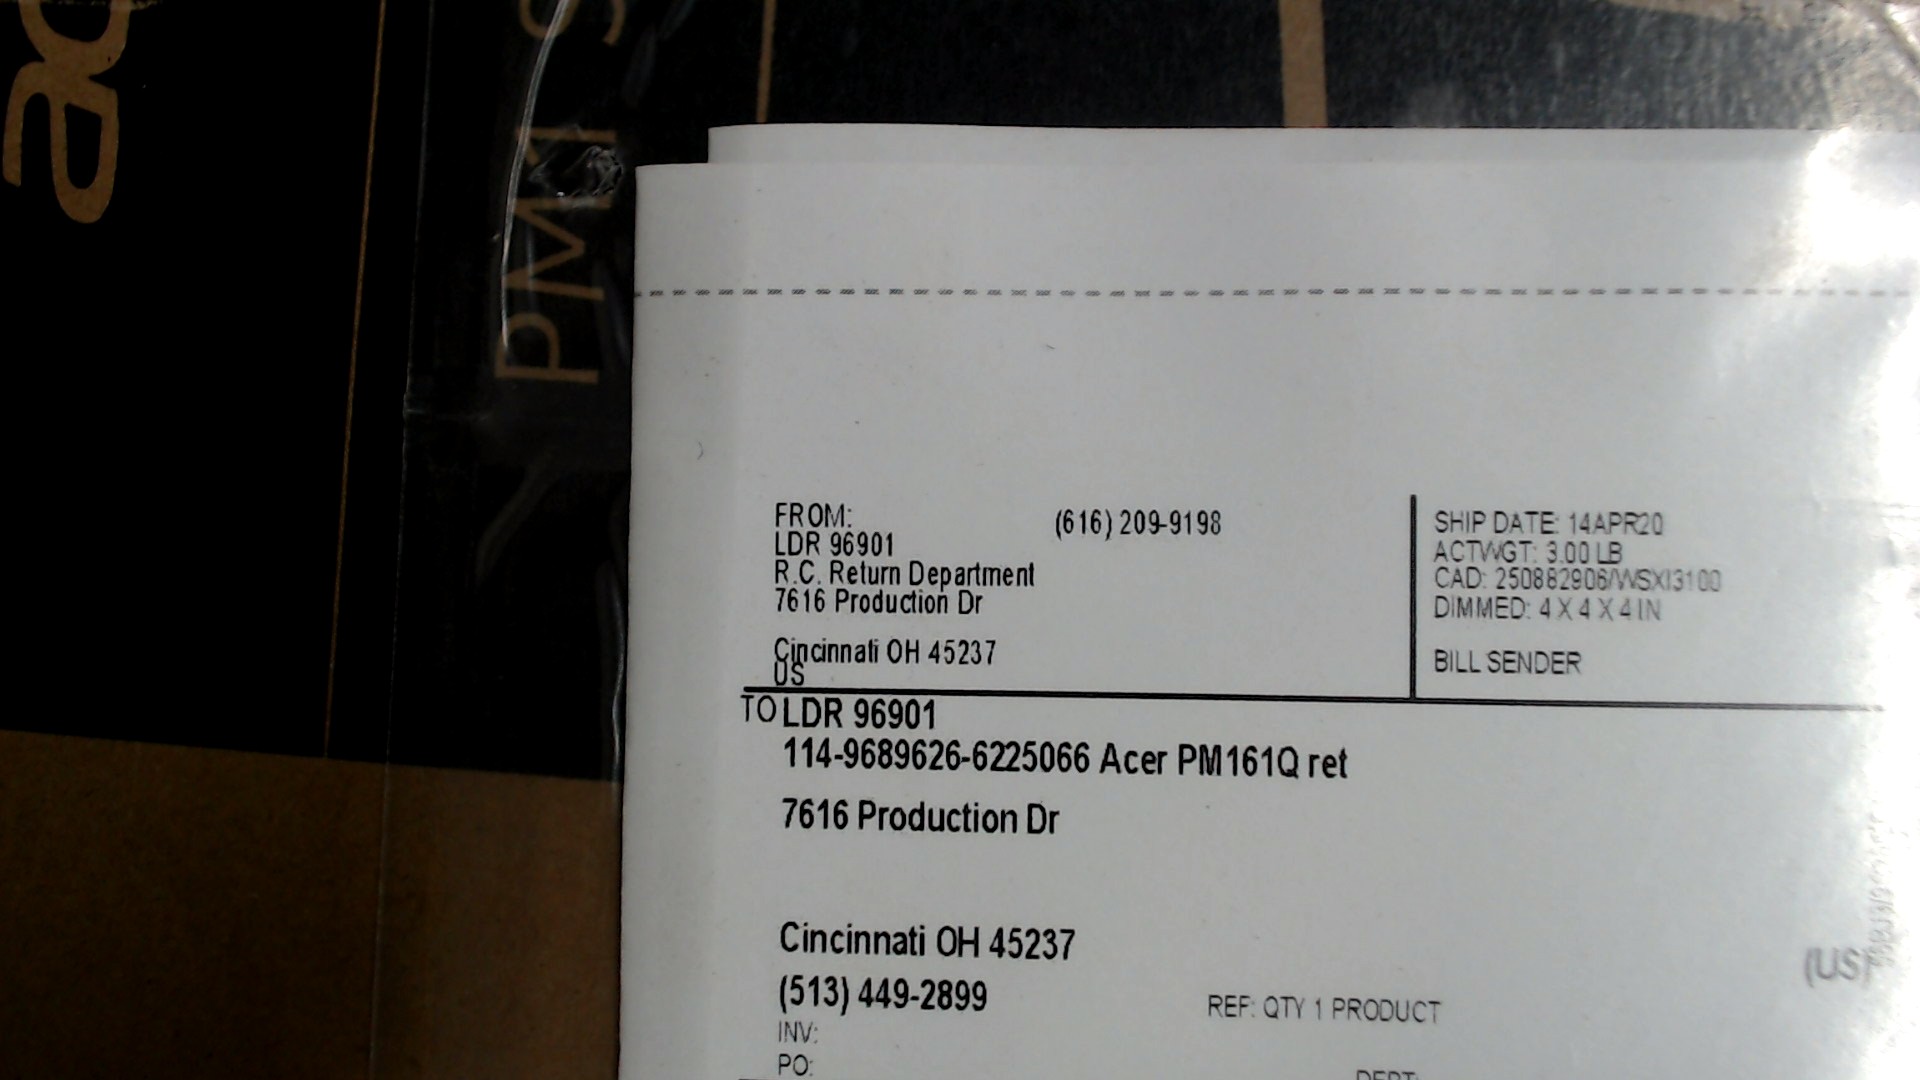 PM1
FROM: (616) 209-9198
LDR 96901
R.C. Return Department
7616 Production Dr
Cincinnati OH 45237
US
SHIP DATE: 14APR20
ACTWGT: 3.00 LB
CAD: 250882906/WSXI3100
DIMMED: 4 X 4 X 4 IN
BILL SENDER
TO LDR 96901
114-9689626-6225066 Acer PM161Q ret
7616 Production Dr
Cincinnati OH 45237
(513) 449-2899
(US)
REF: QTY 1 PRODUCT
INV:
PO:
DEPT: